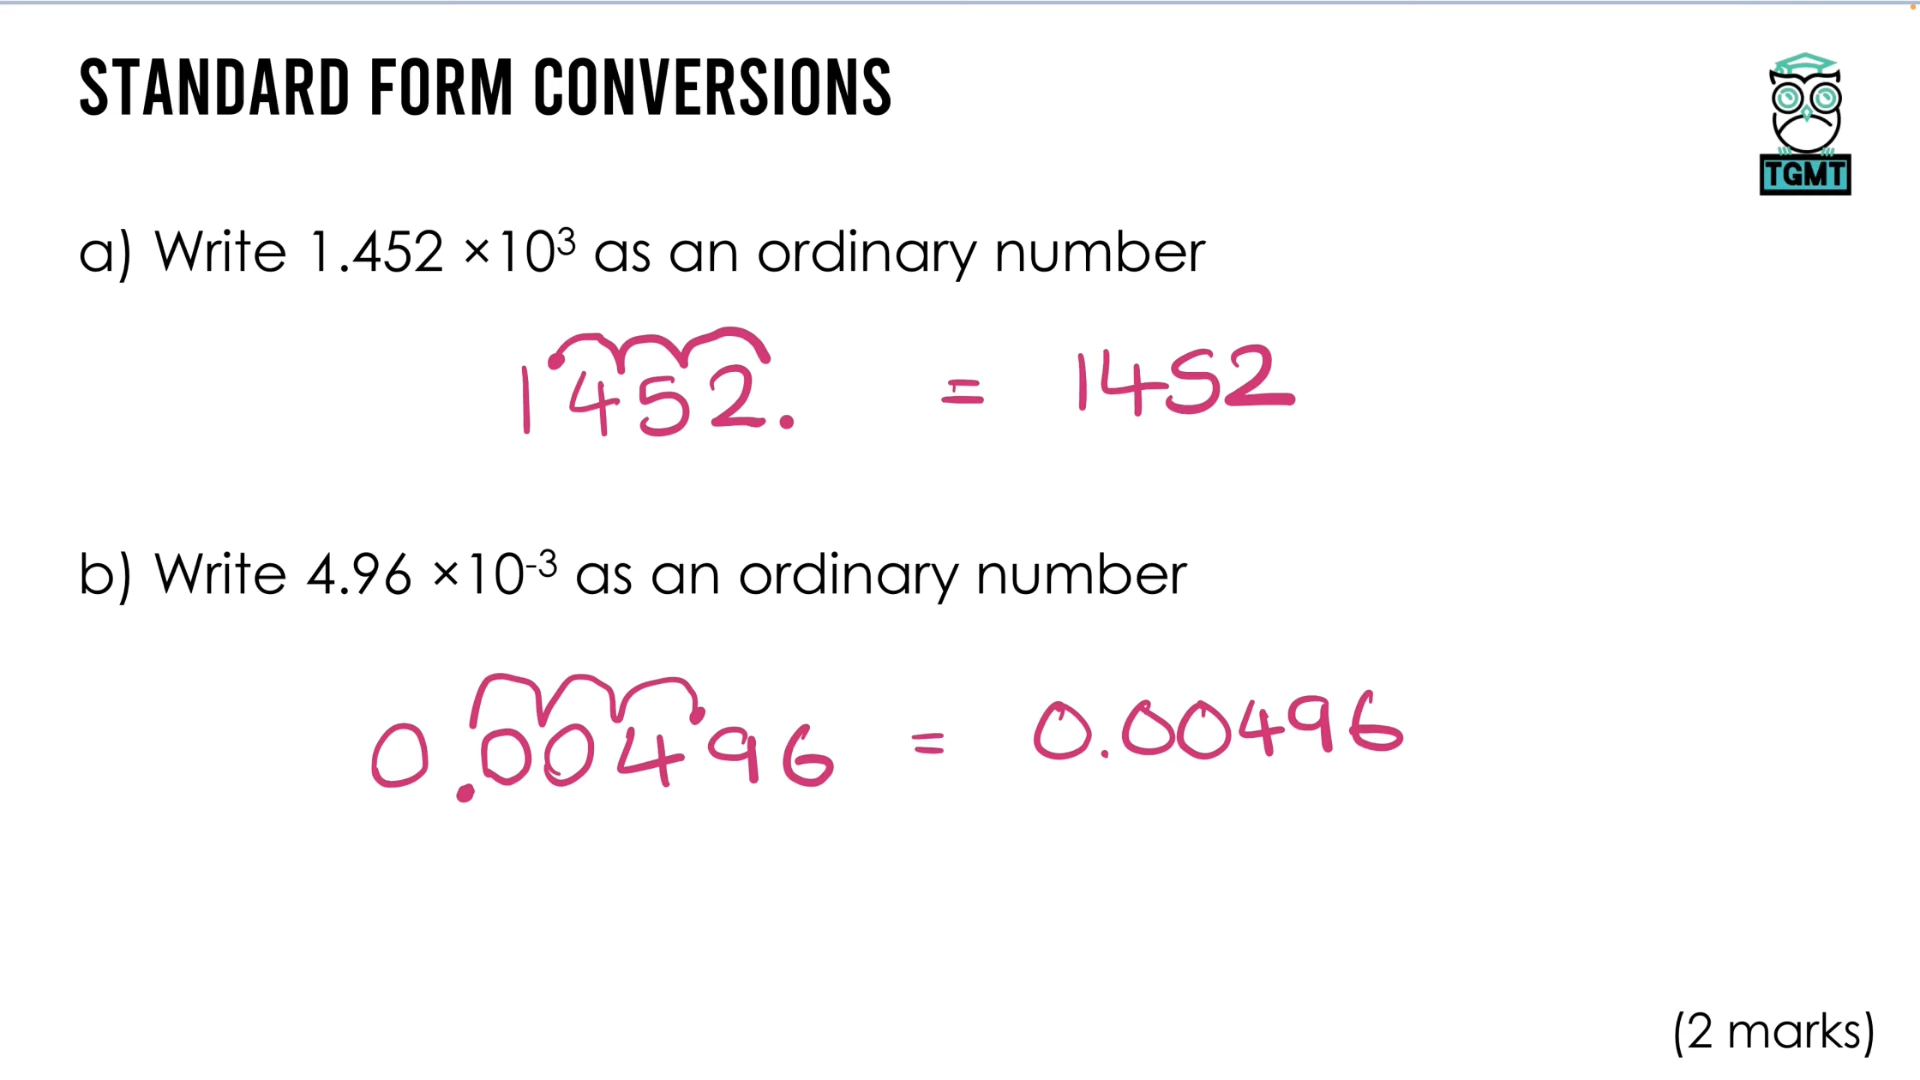 STANDARD FORM CONVERSIONS
TGMT
a) Write 1.452 ×10³ as an ordinary number
1452. = 1452
b) Write 4.96 ×10⁻³ as an ordinary number
0.00496 = 0.00496
(2 marks)